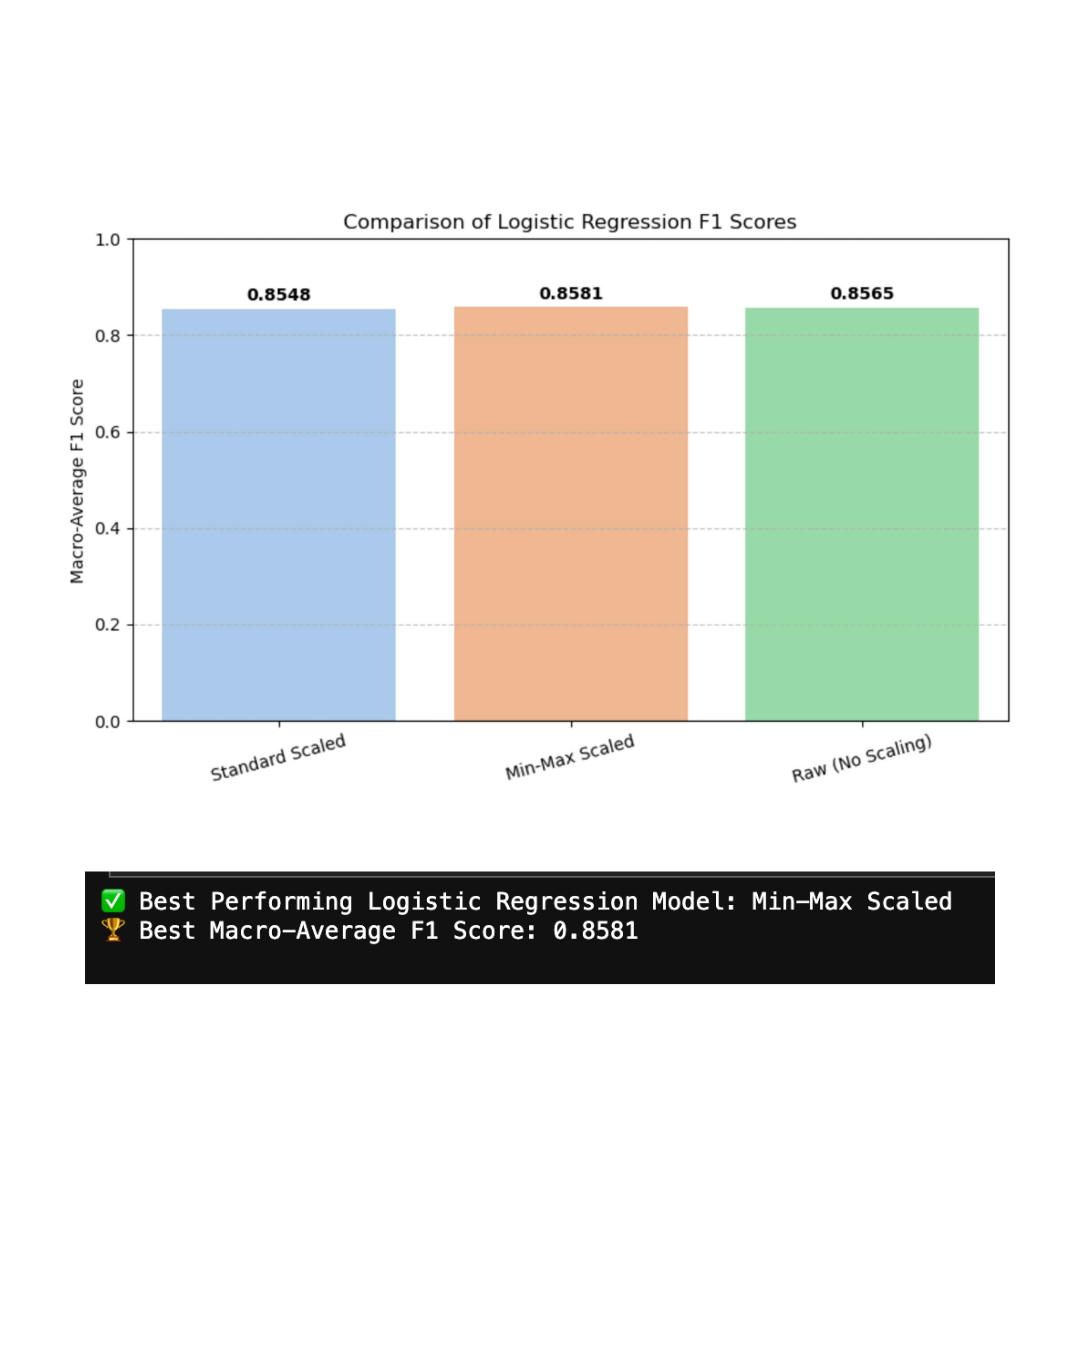 Comparison of Logistic Regression F1 Scores
1.0
0.8
0.6
0.4
0.2
0.0
Macro-Average F1 Score
0.8548
0.8581
0.8565
Standard Scaled
Min-Max Scaled
Raw (No Scaling)
✅ Best Performing Logistic Regression Model: Min-Max Scaled
🏆 Best Macro-Average F1 Score: 0.8581